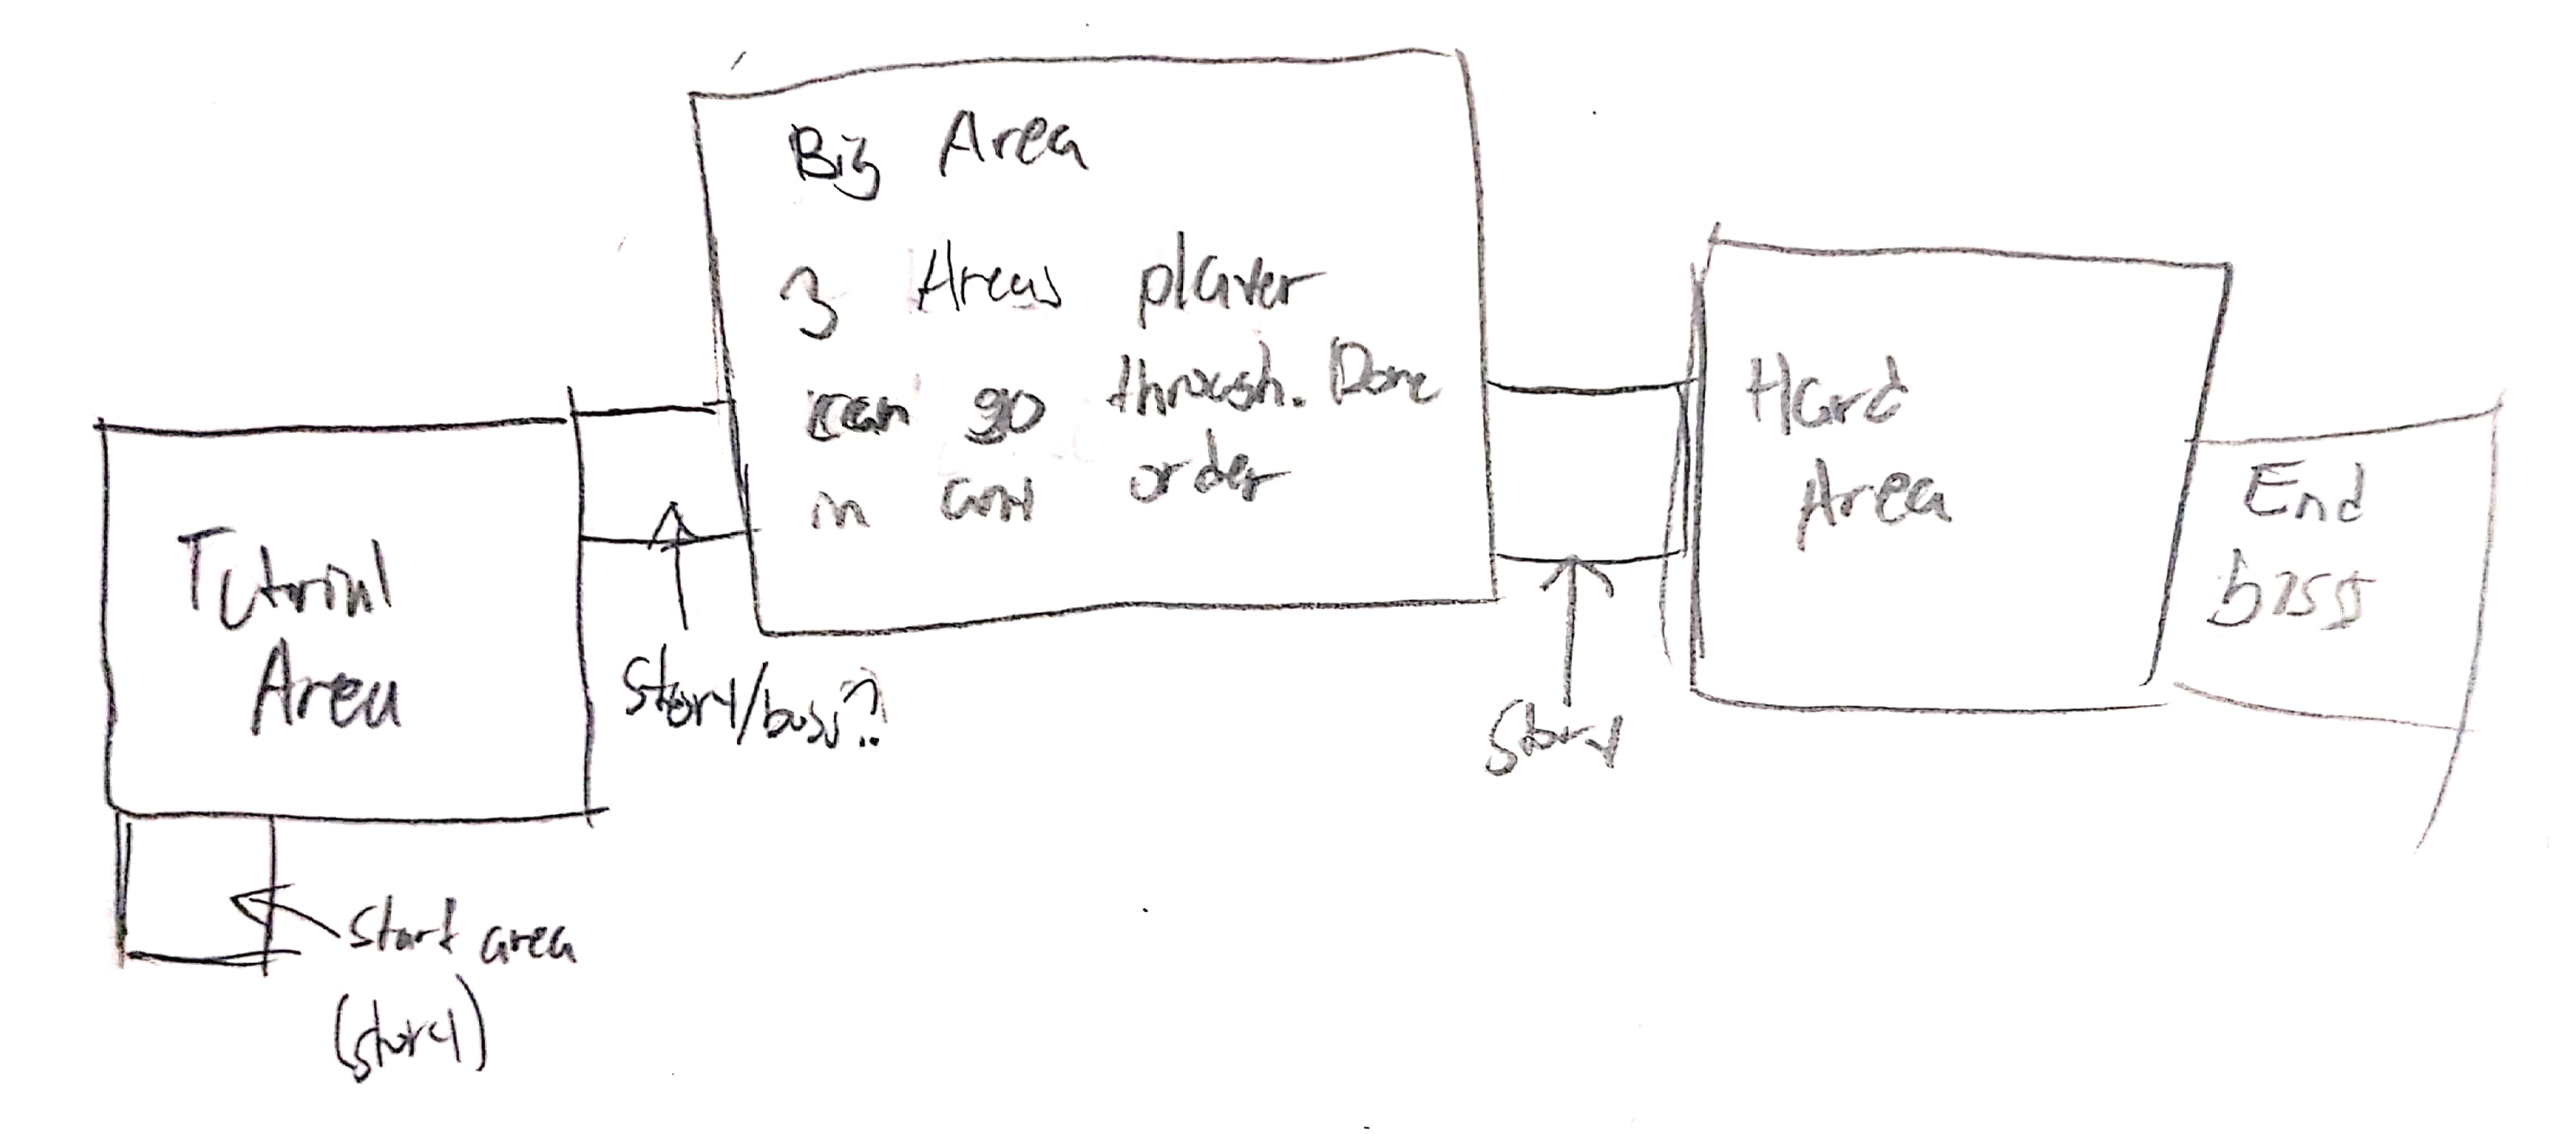 Big Area
3 Areas player
can go through. Done
in any order
Hard
Area
End
boss
Tutorial
Area
Story/boss?
Story
Start area
(story)